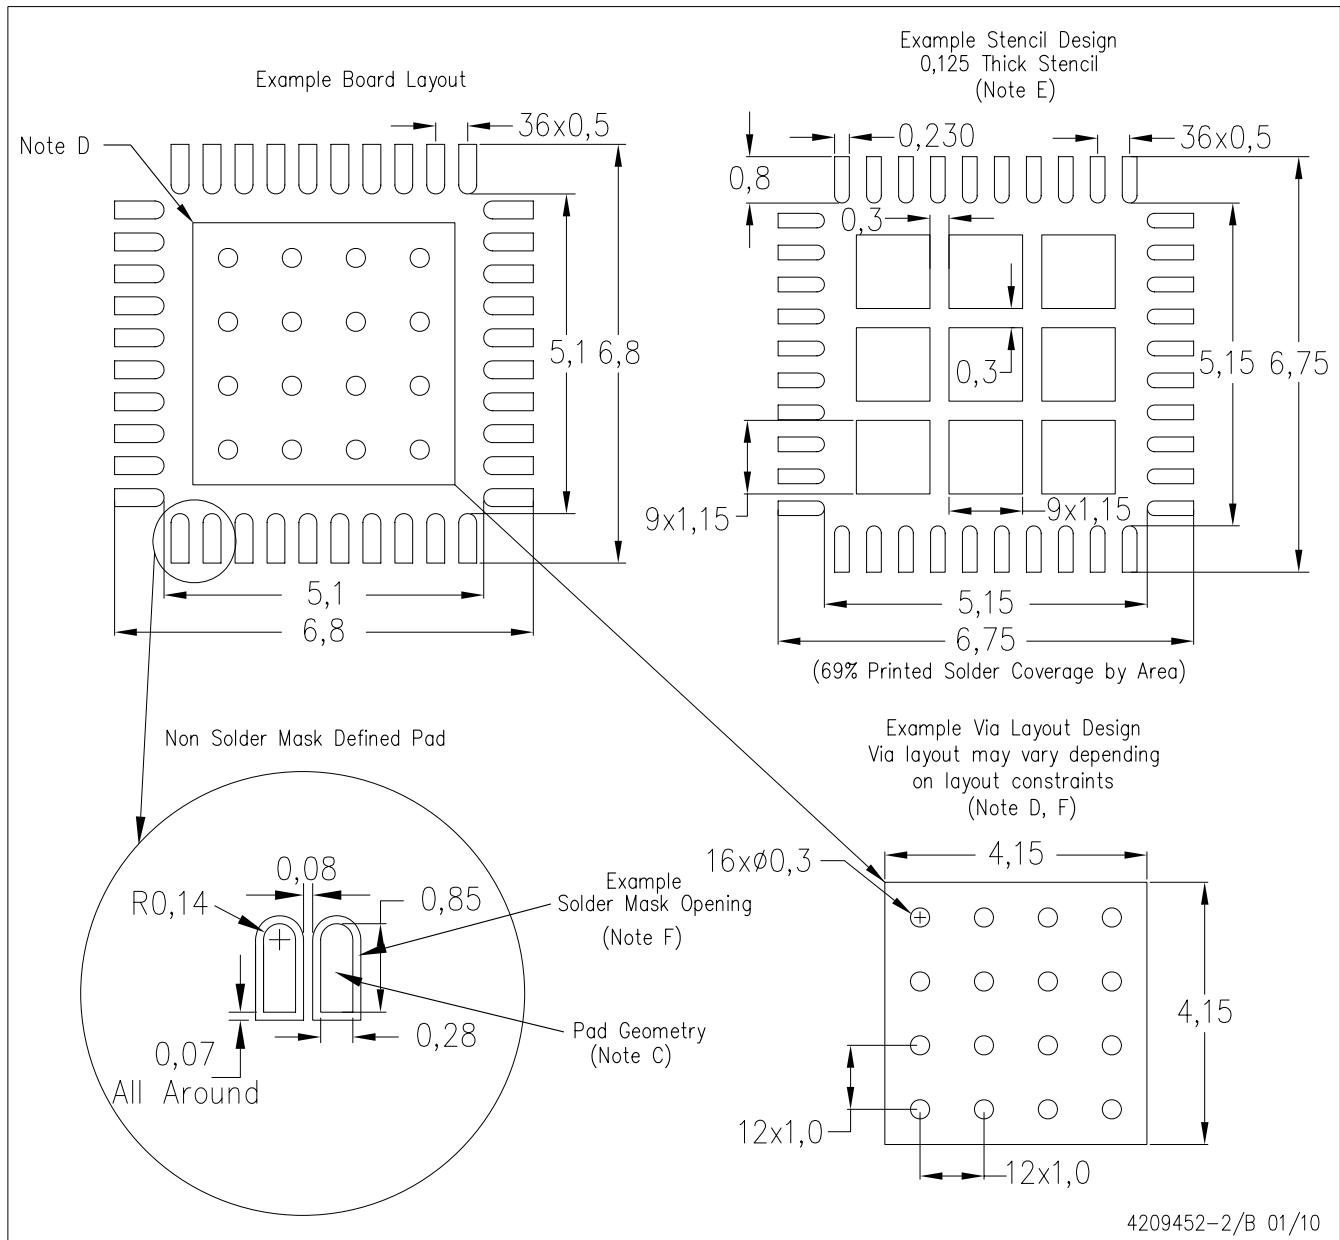 Example Board Layout
Note D
36x0,5
5,1
6,8
5,1
6,8
Example Stencil Design
0,125 Thick Stencil
(Note E)
0,230
36x0,5
0,8
0,3
0,3
5,15
6,75
9x1,15
9x1,15
5,15
6,75
(69% Printed Solder Coverage by Area)
Non Solder Mask Defined Pad
0,08
R0,14
0,85
Example
Solder Mask Opening
(Note F)
0,28
Pad Geometry
(Note C)
0,07
All Around
Example Via Layout Design
Via layout may vary depending
on layout constraints
(Note D, F)
16xø0,3
4,15
4,15
12x1,0
12x1,0
4209452-2/B 01/10